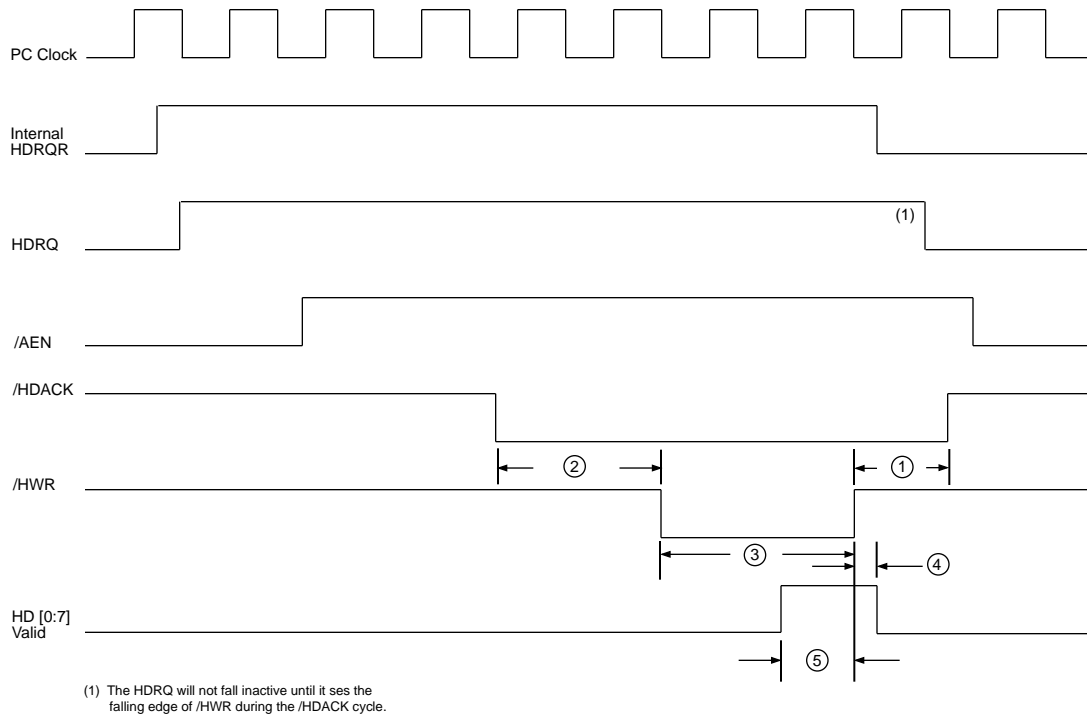 PC Clock
Internal
HDRQR
HDRQ
(1)
/AEN
/HDACK
2
1
/HWR
3
4
HD [0:7]
Valid
5
(1) The HDRQ will not fall inactive until it ses the
falling edge of /HWR during the /HDACK cycle.